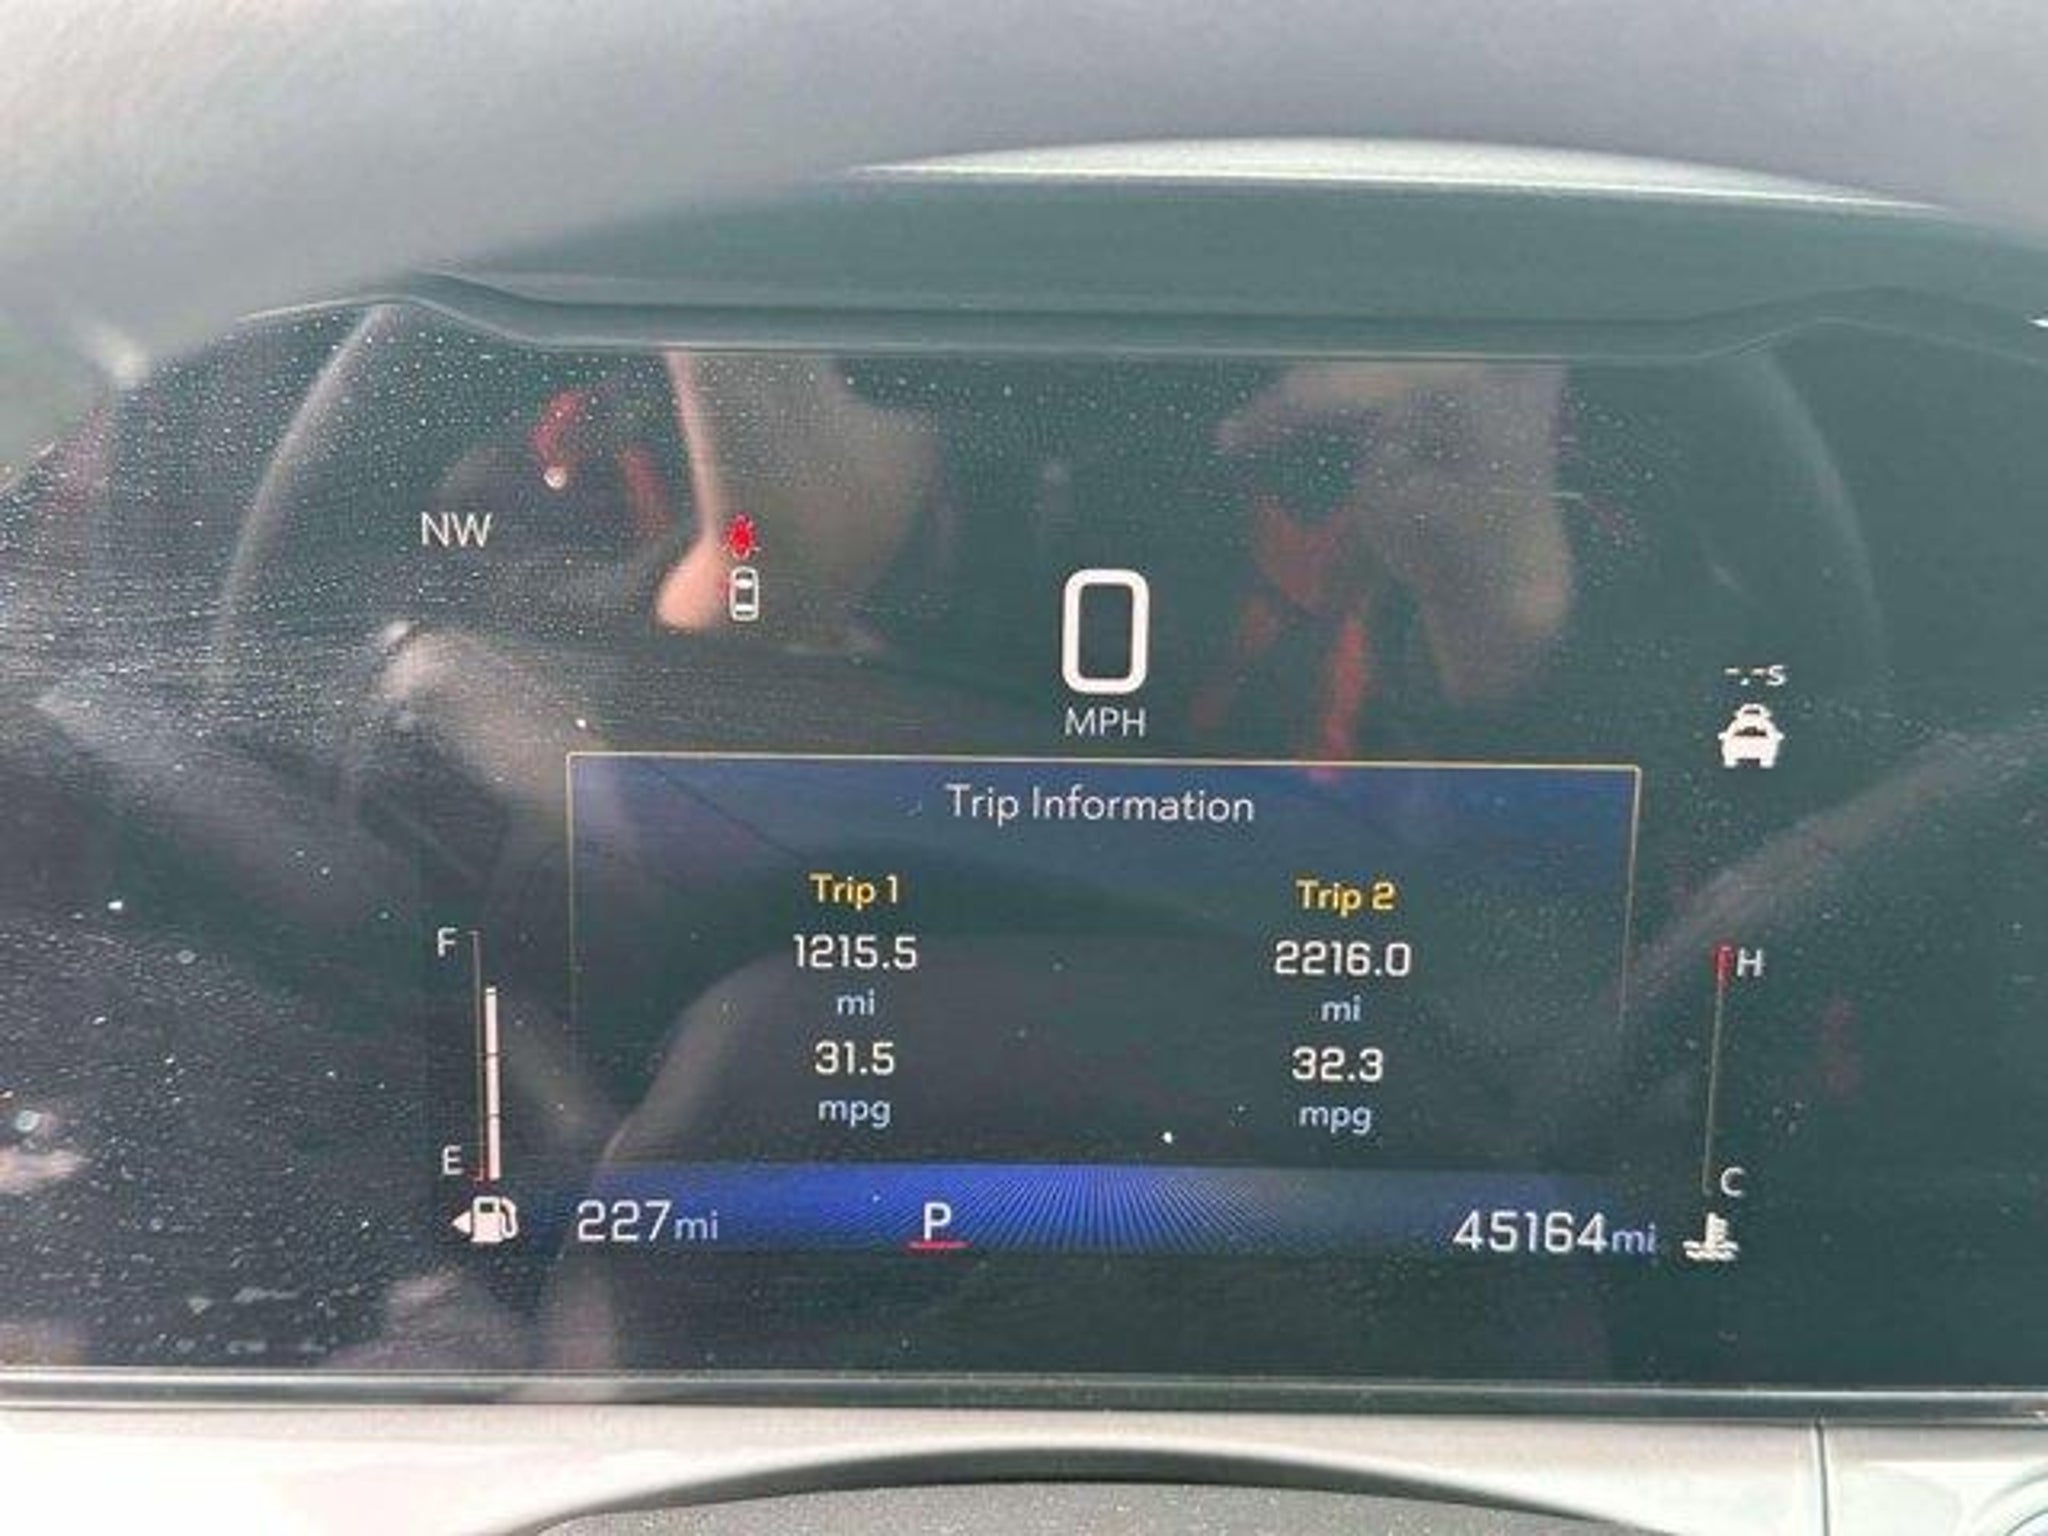 NW
0
MPH
-.-s
Trip Information
Trip 1 Trip 2
1215.5 2216.0
mi mi
31.5 32.3
mpg mpg
F H
E C
227mi P 45164mi